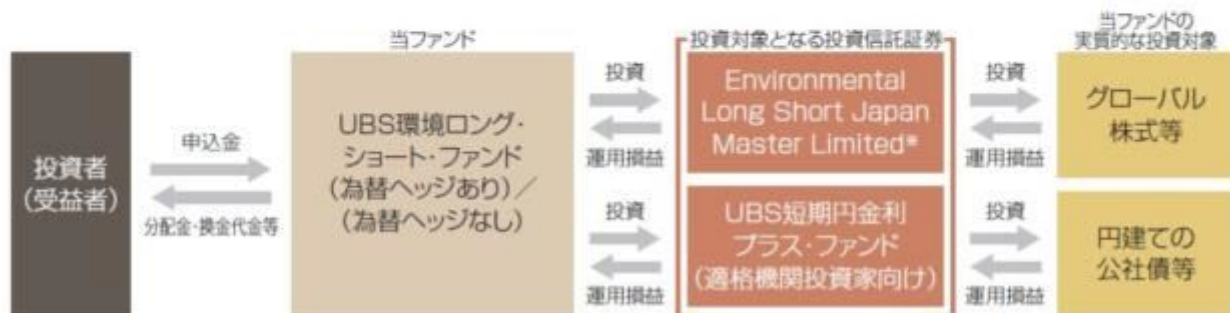 当ファンド
投資対象となる投資信託証券
当ファンドの
実質的な投資対象
投資者
(受益者)
申込金
分配金・換金代金等
UBS環境ロング・
ショート・ファンド
(為替ヘッジあり)／
(為替ヘッジなし)
投資
運用損益
投資
運用損益
Environmental
Long Short Japan
Master Limited*
UBS短期円金利
プラス・ファンド
(適格機関投資家向け)
投資
運用損益
投資
運用損益
グローバル
株式等
円建ての
公社債等